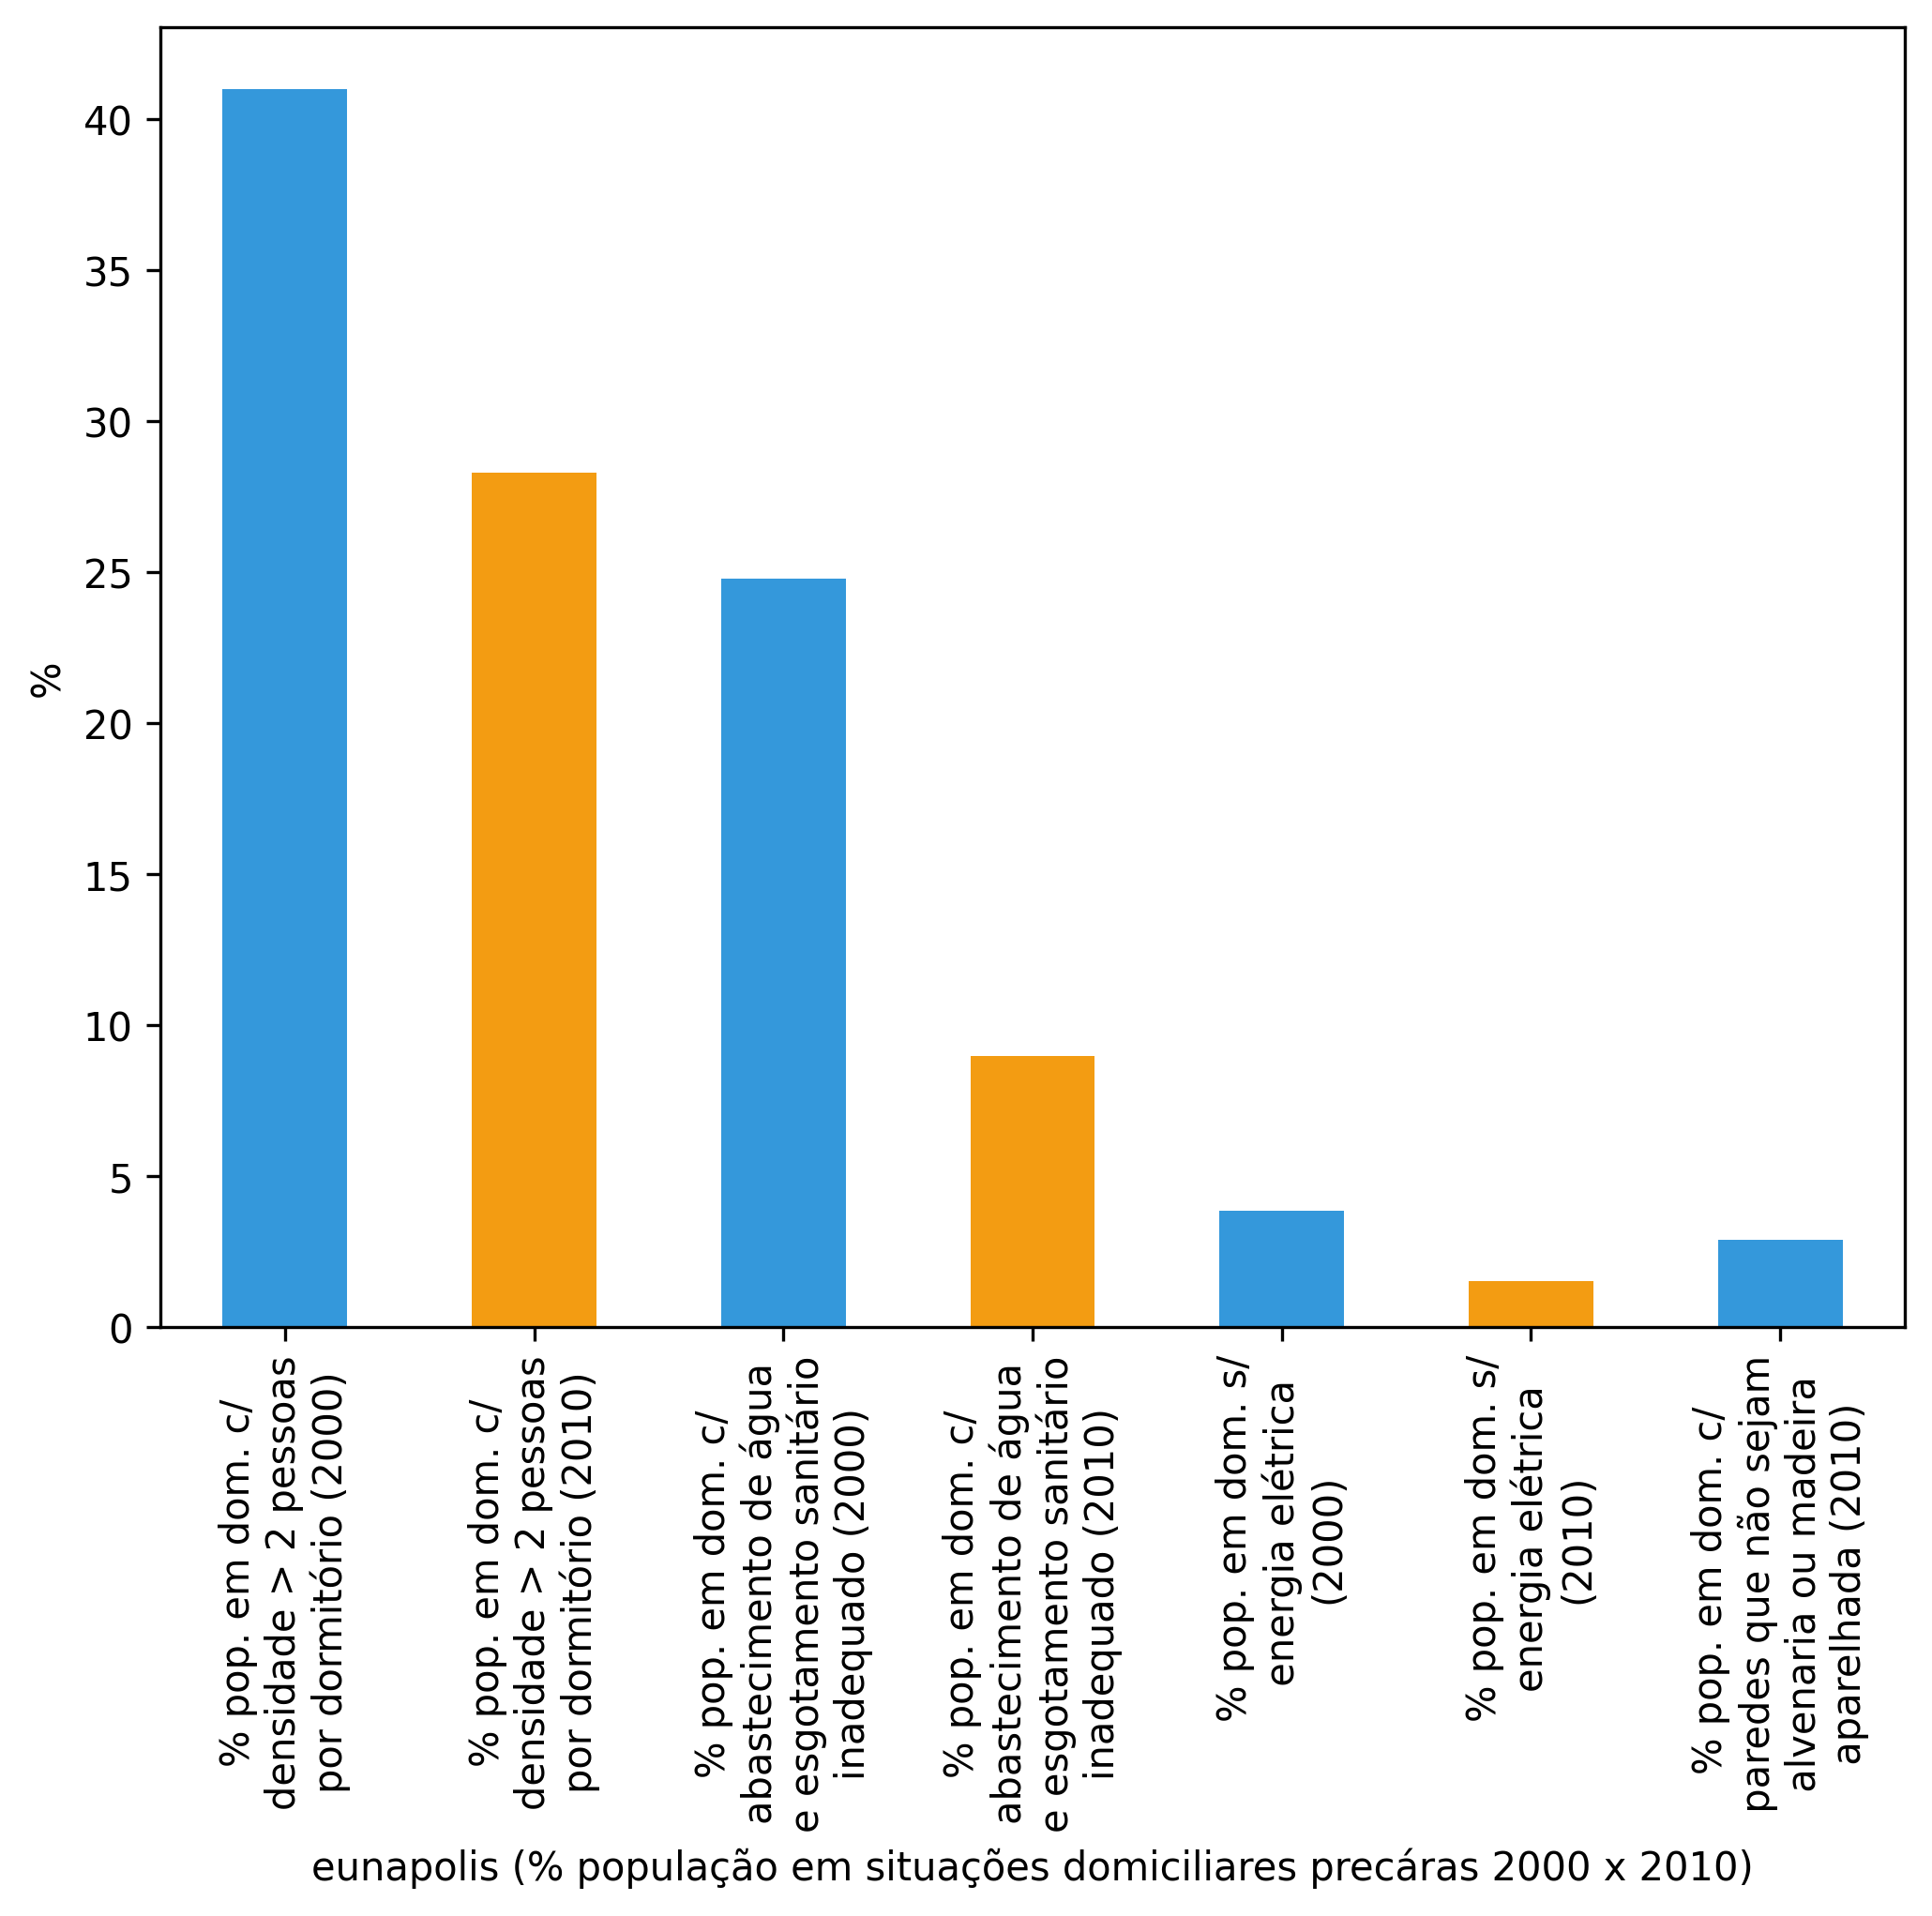 %
40
35
30
25
20
15
10
5
0
% pop. em dom. c/
densidade > 2 pessoas
por dormitório (2000)
% pop. em dom. c/
densidade > 2 pessoas
por dormitório (2010)
% pop. em dom. c/
abastecimento de água
e esgotamento sanitário
inadequado (2000)
% pop. em dom. c/
abastecimento de água
e esgotamento sanitário
inadequado (2010)
% pop. em dom. s/
energia elétrica
(2000)
% pop. em dom. s/
energia elétrica
(2010)
% pop. em dom. c/
paredes que não sejam
alvenaria ou madeira
aparelhada (2010)
eunapolis (% população em situações domiciliares precáras 2000 x 2010)